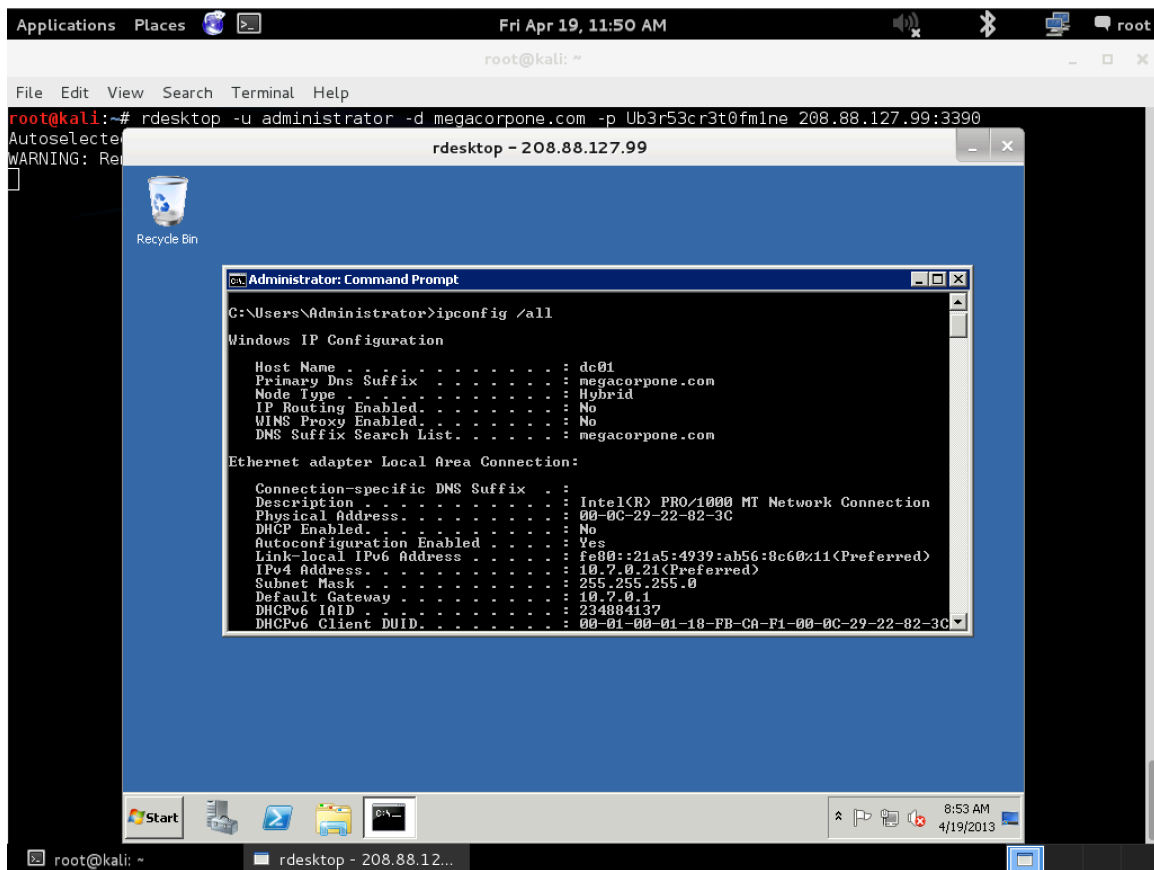 Applications Places Fri Apr 19, 11:50 AM root
root@kali: ~
File Edit View Search Terminal Help
root@kali:~# rdesktop -u administrator -d megacorpone.com -p Ub3r53cr3t0fm1ne 208.88.127.99:3390
Autoselecte
WARNING: Re
rdesktop - 208.88.127.99
Recycle Bin
Administrator: Command Prompt
C:\Users\Administrator>ipconfig /all
Windows IP Configuration
Host Name . . . . . . . . . . . . : dc01
Primary Dns Suffix . . . . . . . : megacorpone.com
Node Type . . . . . . . . . . . . : Hybrid
IP Routing Enabled. . . . . . . . : No
WINS Proxy Enabled. . . . . . . . : No
DNS Suffix Search List. . . . . . : megacorpone.com
Ethernet adapter Local Area Connection:
Connection-specific DNS Suffix . :
Description . . . . . . . . . . . : Intel(R) PRO/1000 MT Network Connection
Physical Address. . . . . . . . . : 00-0C-29-22-82-3C
DHCP Enabled. . . . . . . . . . . : No
Autoconfiguration Enabled . . . . : Yes
Link-local IPv6 Address . . . . . : fe80::21a5:4939:ab56:8c60%11(Preferred)
IPv4 Address. . . . . . . . . . . : 10.7.0.21(Preferred)
Subnet Mask . . . . . . . . . . . : 255.255.255.0
Default Gateway . . . . . . . . . : 10.7.0.1
DHCPv6 IAID . . . . . . . . . . . : 234884137
DHCPv6 Client DUID. . . . . . . . : 00-01-00-01-18-FB-CA-F1-00-0C-29-22-82-3C
Start
8:53 AM
4/19/2013
root@kali: ~ rdesktop - 208.88.12...